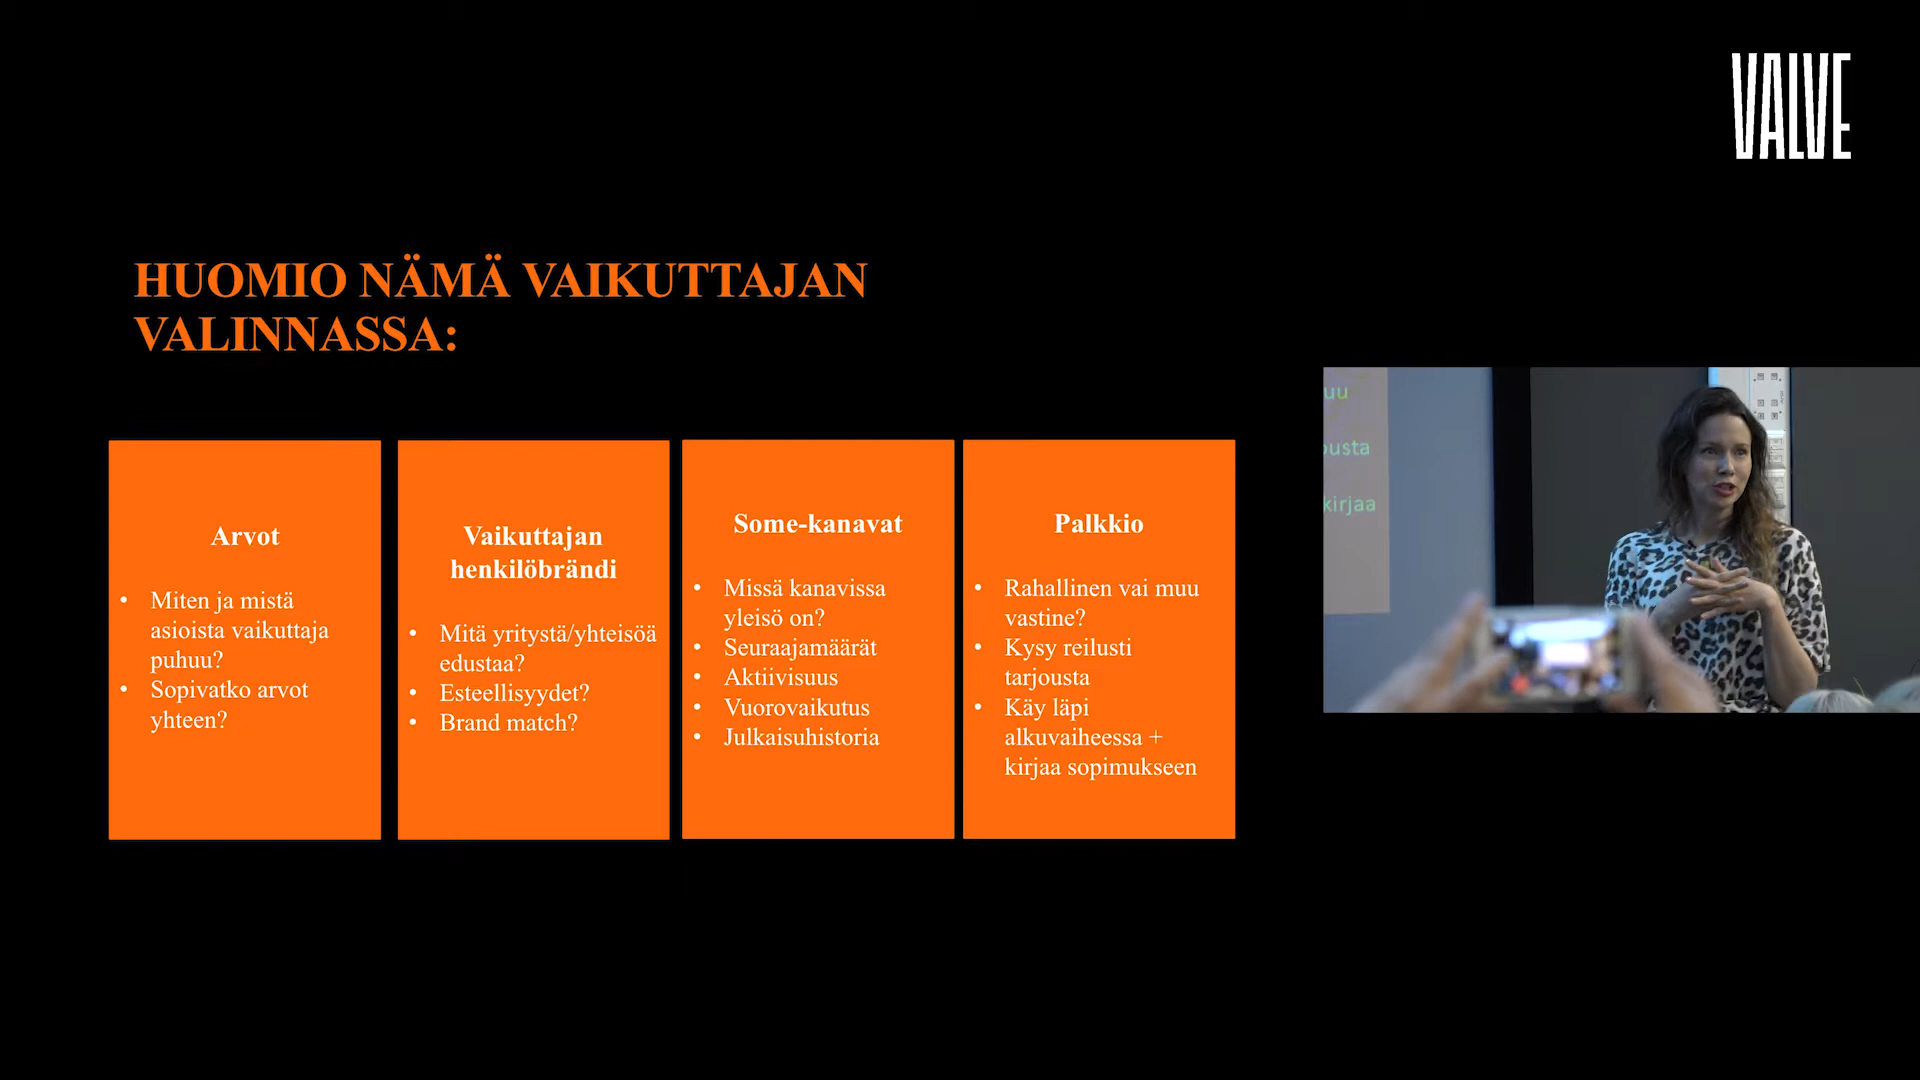 VALVE
HUOMIO NÄMÄ VAIKUTTAJAN
VALINNASSA:
Arvot
• Miten ja mistä
asioista vaikuttaja
puhuu?
• Sopivatko arvot
yhteen?
Vaikuttajan
henkilöbrändi
• Mitä yritystä/yhteisöä
edustaa?
• Esteellisyydet?
• Brand match?
Some-kanavat
• Missä kanavissa
yleisö on?
• Seuraajamäärät
• Aktiivisuus
• Vuorovaikutus
• Julkaisuhistoria
Palkkio
• Rahallinen vai muu
vastine?
• Kysy reilusti
tarjousta
• Käy läpi
alkuvaiheessa +
kirjaa sopimukseen
uu
ousta
kirjaa